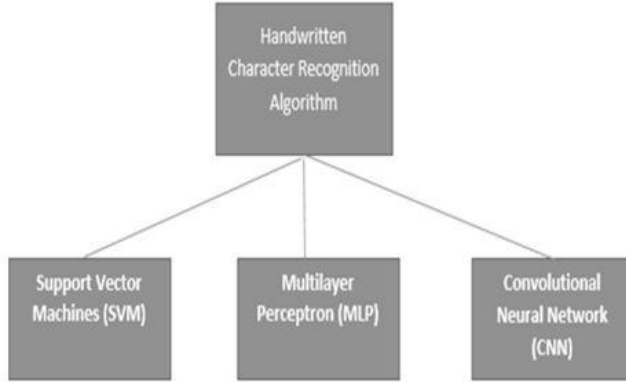 Handwritten
Character Recognition
Algorithm
Support Vector
Machines (SVM)
Multilayer
Perceptron (MLP)
Convolutional
Neural Network
(CNN)